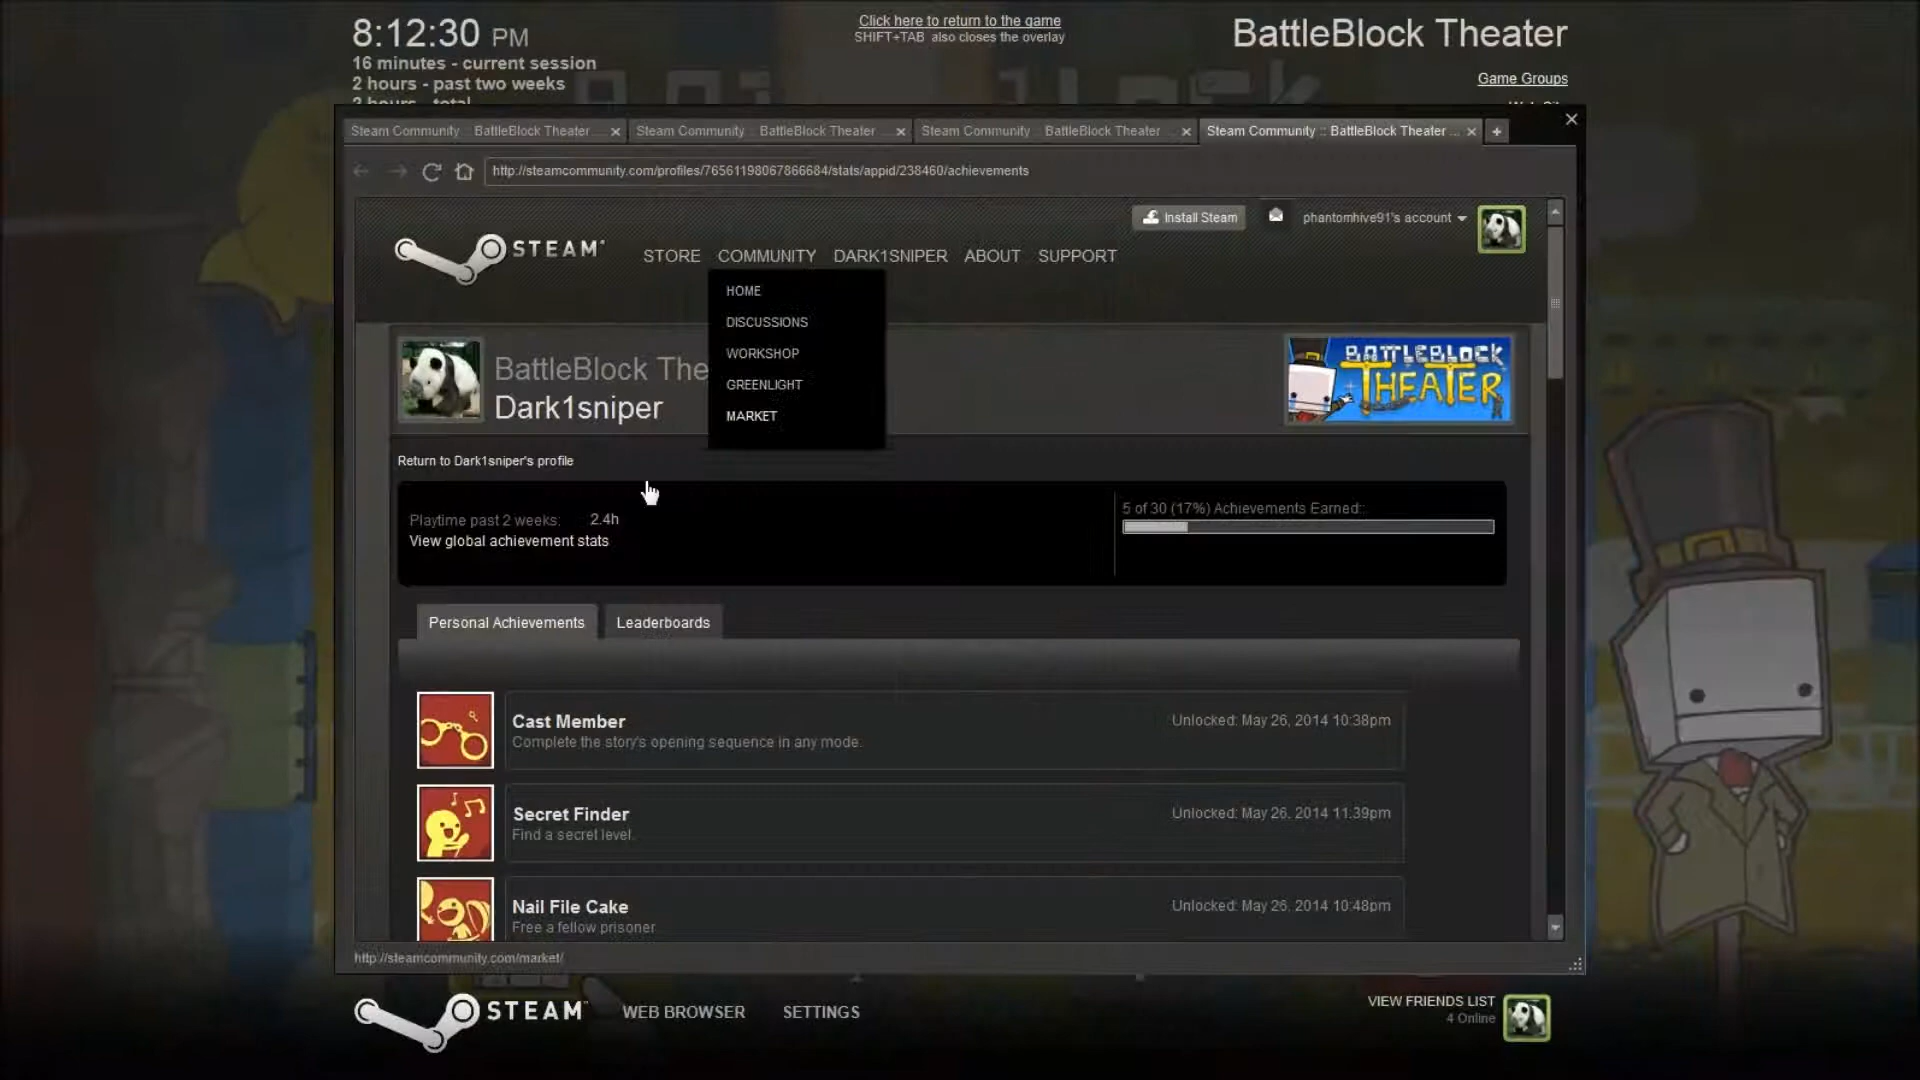 8:12:30 PM
16 minutes - current session
2 hours - past two weeks
2 hours - total
Click here to return to the game
SHIFT+TAB also closes the overlay
BattleBlock Theater
Game Groups
Steam Community :: BattleBlock Theater ...
Steam Community :: BattleBlock Theater ...
Steam Community :: BattleBlock Theater ...
Steam Community :: BattleBlock Theater ...
http://steamcommunity.com/profiles/76561198067866684/stats/appid/238460/achievements
Install Steam
phantomhive91's account
STEAM
STORE COMMUNITY DARK1SNIPER ABOUT SUPPORT
HOME
DISCUSSIONS
WORKSHOP
GREENLIGHT
MARKET
BattleBlock The
Dark1sniper
BATTLEBLOCK
THEATER
Return to Dark1sniper's profile
Playtime past 2 weeks: 2.4h
View global achievement stats
5 of 30 (17%) Achievements Earned:
Personal Achievements
Leaderboards
Cast Member
Complete the story's opening sequence in any mode.
Unlocked: May 26, 2014 10:38pm
Secret Finder
Find a secret level.
Unlocked: May 26, 2014 11:39pm
Nail File Cake
Free a fellow prisoner
Unlocked: May 26, 2014 10:48pm
http://steamcommunity.com/market/
STEAM
WEB BROWSER
SETTINGS
VIEW FRIENDS LIST
4 Online